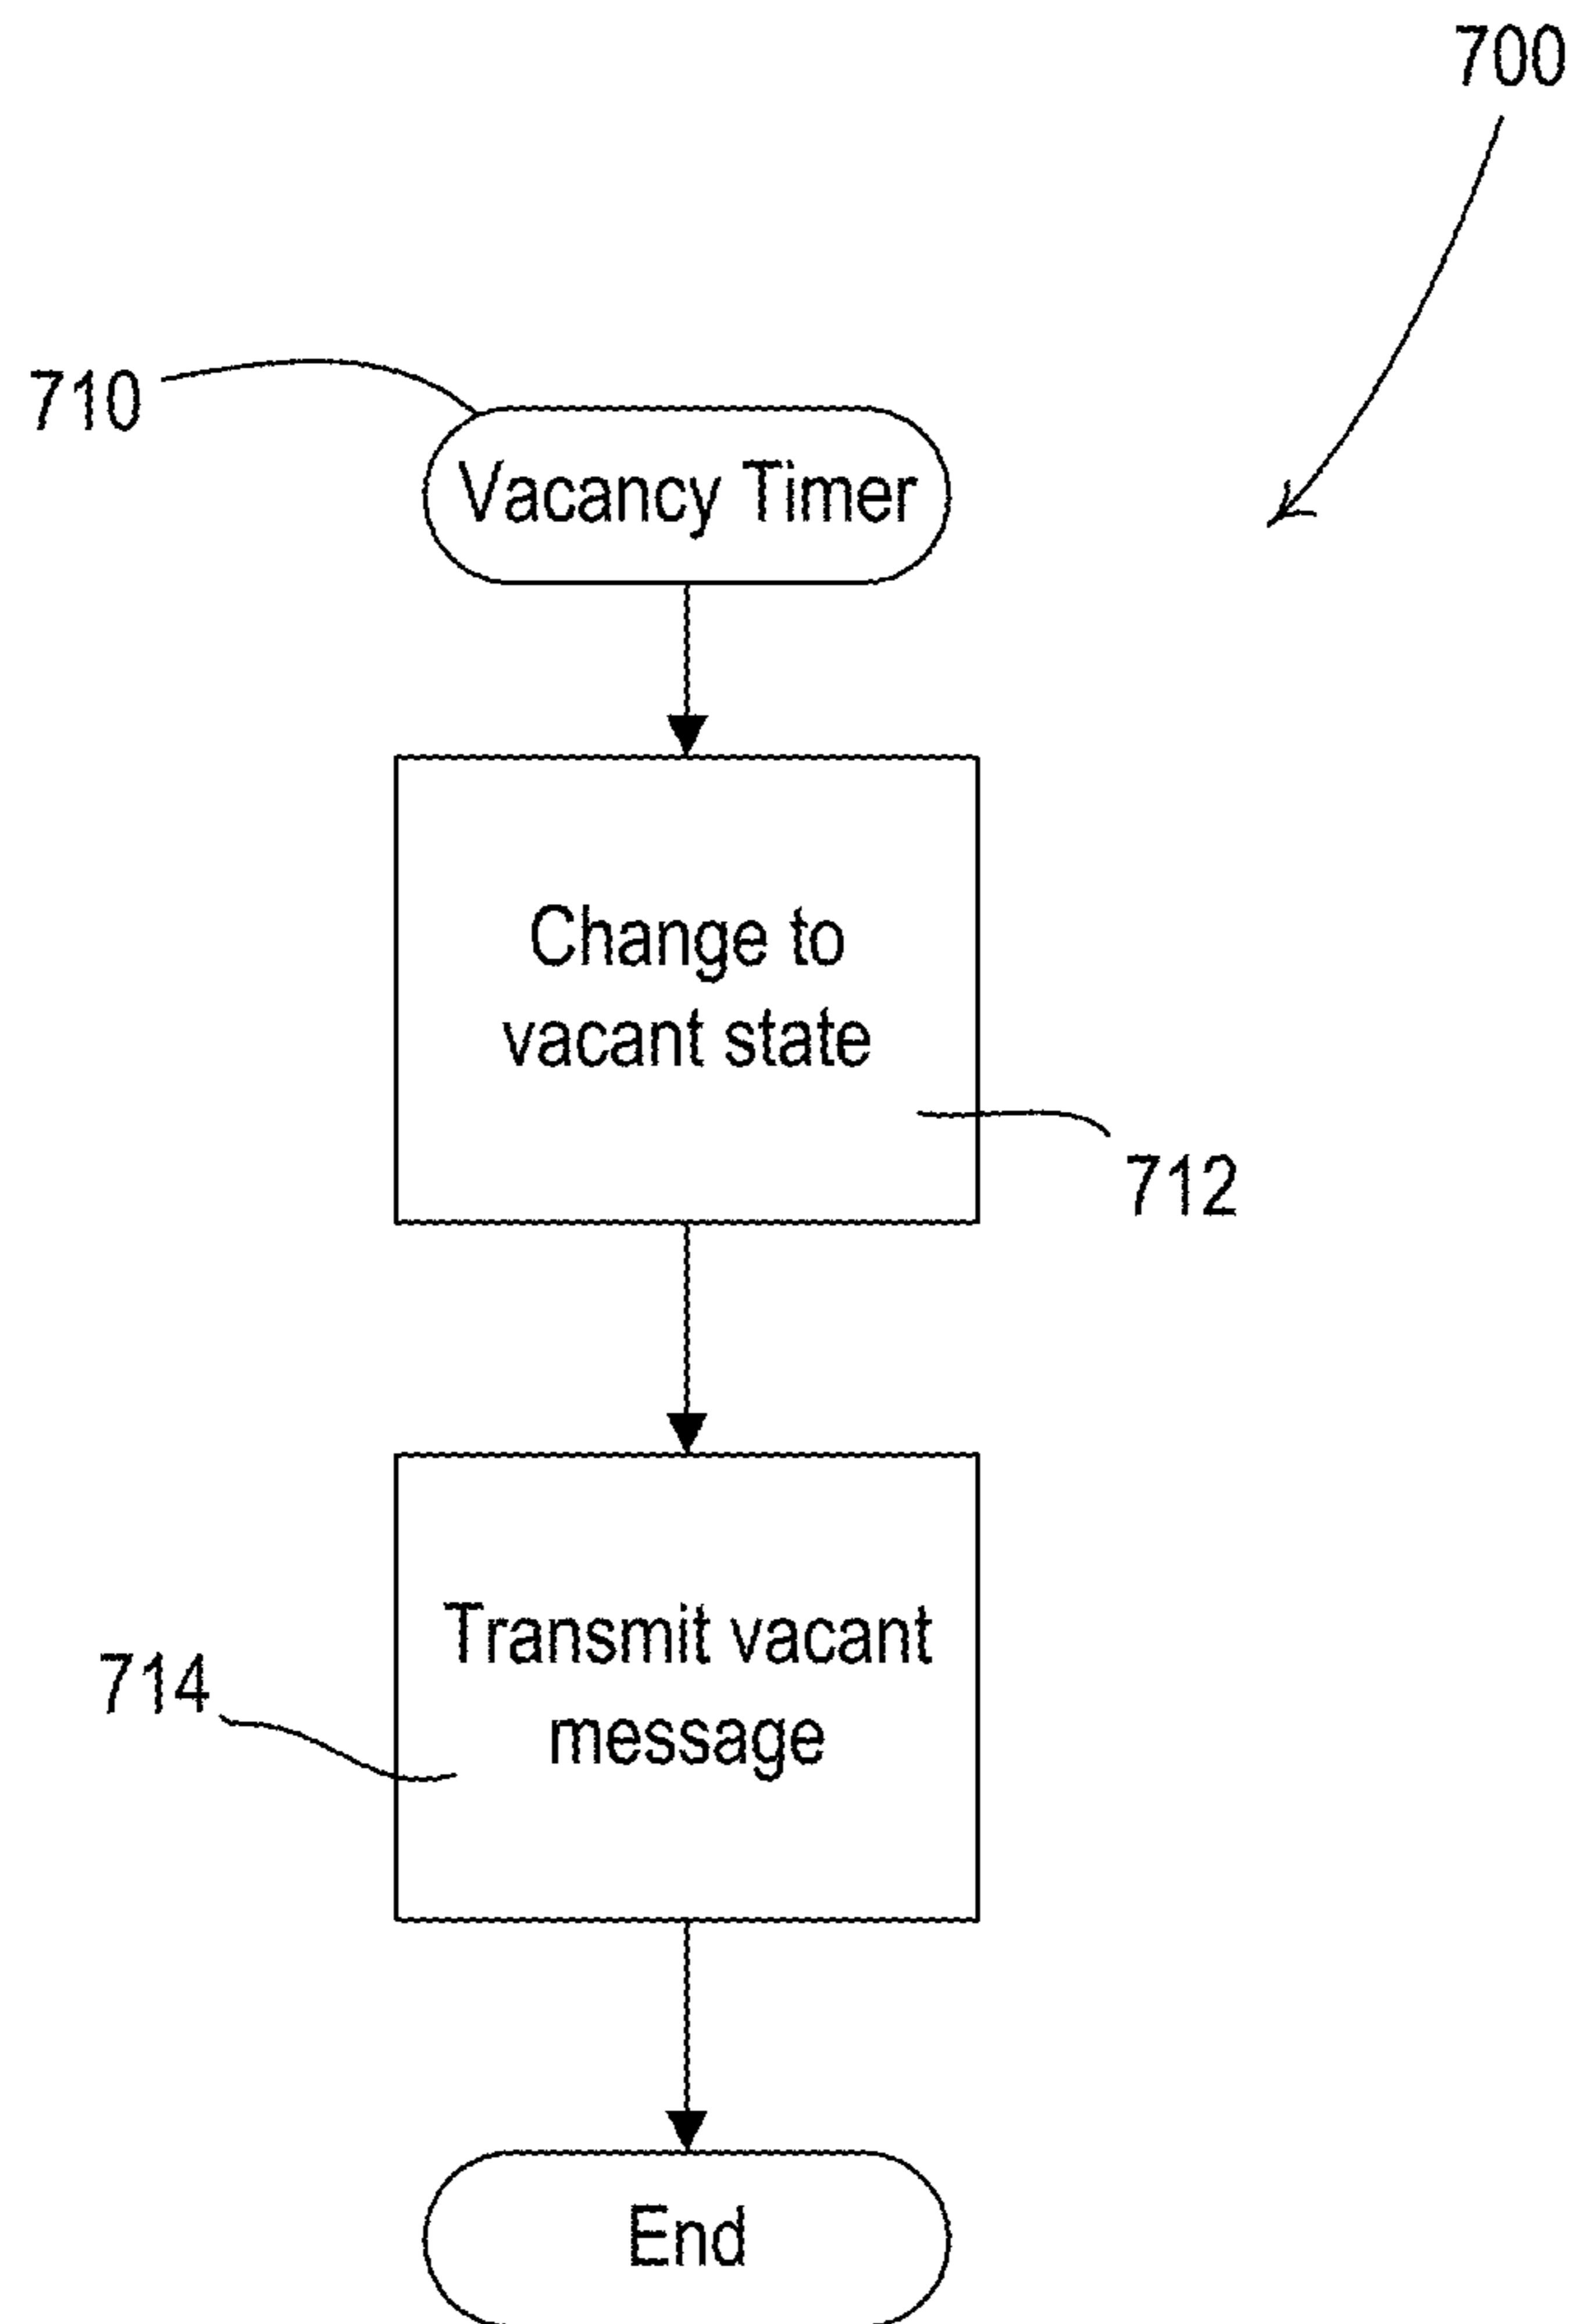 700
710
Vacancy Timer
Change to
vacant state
712
Transmit vacant
714
message
End